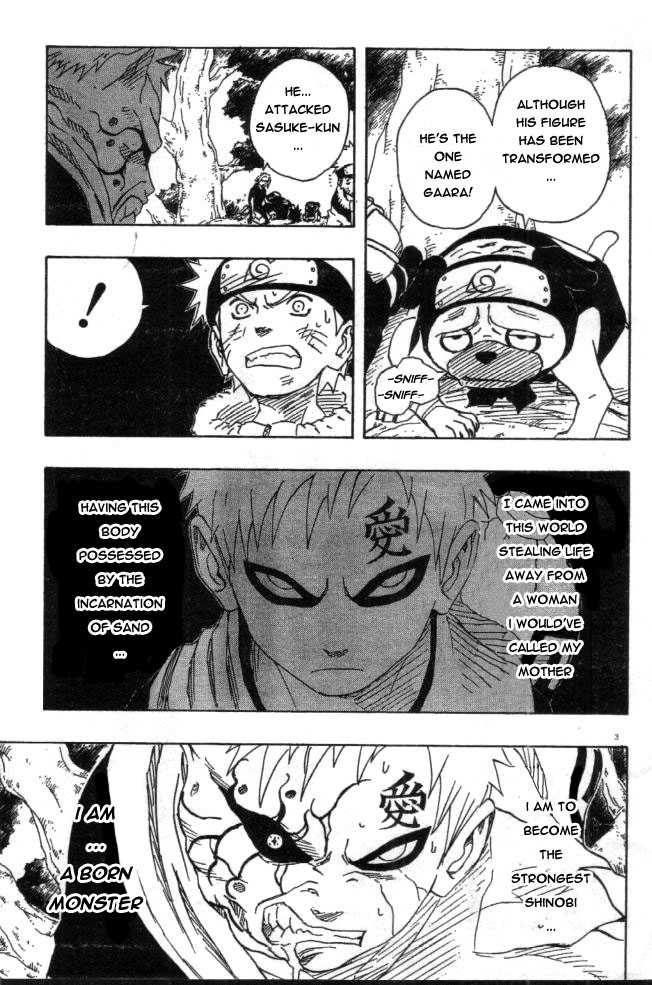 ALTHOUGH
HIS FIGURE
HAS BEEN
TRANSFORMED
...
HE'S THE
ONE
NAMED
GAARA!
-SNIFF-
-SNIFF-
HE...
ATTACKED
SASUKE-KUN
...
!
I CAME INTO
THIS WORLD
STEALING LIFE
AWAY FROM
A WOMAN
I WOULD'VE
CALLED MY
MOTHER
愛
HAVING THIS
BODY
POSSESSED
BY THE
INCARNATION
OF SAND
...
3
I AM TO
BECOME
THE
STRONGEST
SHINOBI
...
愛
I AM
...
A BORN
MONSTER